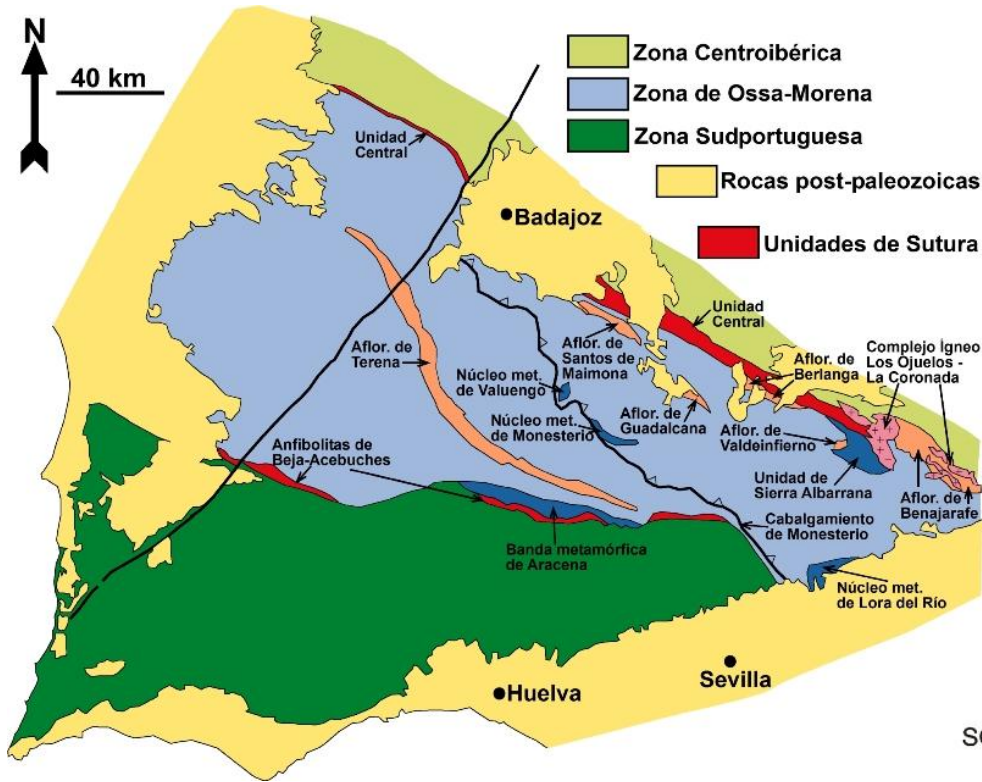 N
40 km
Zona Centroibérica
Zona de Ossa-Morena
Zona Sudportuguesa
Rocas post-paleozoicas
Unidades de Sutura
Unidad
Central
Badajoz
Unidad
Central
Complejo Ígneo
Los Ojuelos -
La Coronada
Aflor. de
Santos de
Maimona
Aflor. de
Berlanga
Aflor. de
Terena
Núcleo met.
de Valuengo
Núcleo met.
de Monesterio
Aflor. de
Guadalcana
Aflor. de
Valdeinfierno
Anfibolitas de
Beja-Acebuches
Unidad de
Sierra Albarrana
Aflor. de
Benajarafe
Cabalgamiento
de Monesterio
Banda metamórfica
de Aracena
Núcleo met.
de Lora del Río
Sevilla
Huelva